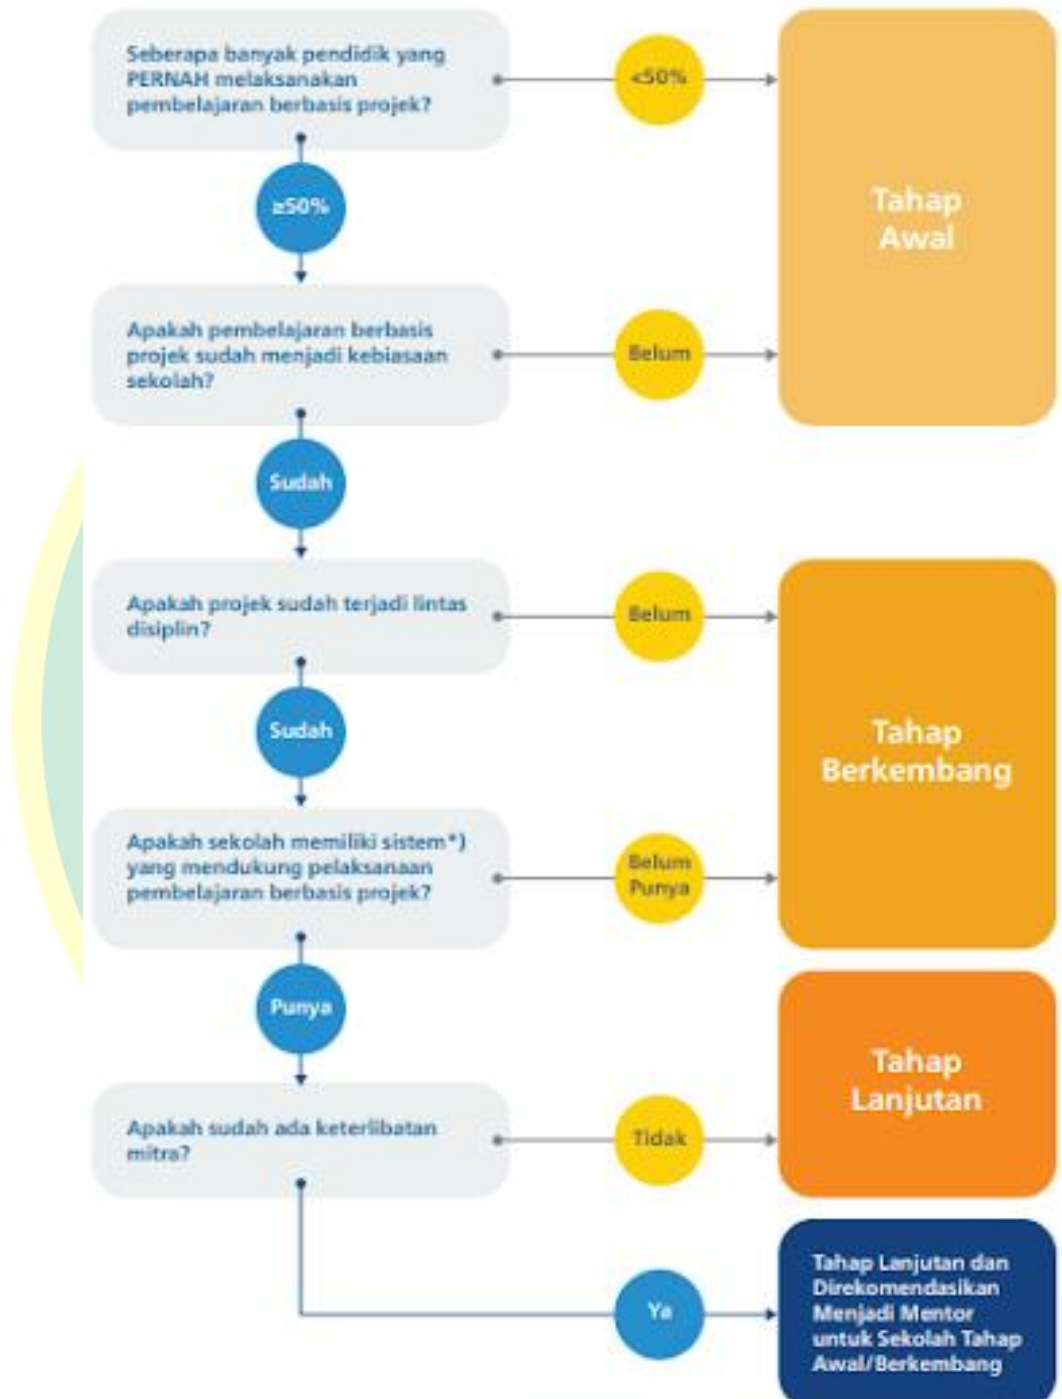 Seberapa banyak pendidik yang
PERNAH melaksanakan
pembelajaran berbasis projek?
<50%
≥50%
Tahap
Awal
Apakah pembelajaran berbasis
projek sudah menjadi kebiasaan
sekolah?
Belum
Sudah
Apakah projek sudah terjadi lintas
disiplin?
Belum
Sudah
Tahap
Berkembang
Apakah sekolah memiliki sistem*)
yang mendukung pelaksanaan
pembelajaran berbasis projek?
Belum
Punya
Punya
Tahap
Lanjutan
Apakah sudah ada keterlibatan
mitra?
Tidak
Ya
Tahap Lanjutan dan
Direkomendasikan
Menjadi Mentor
untuk Sekolah Tahap
Awal/Berkembang